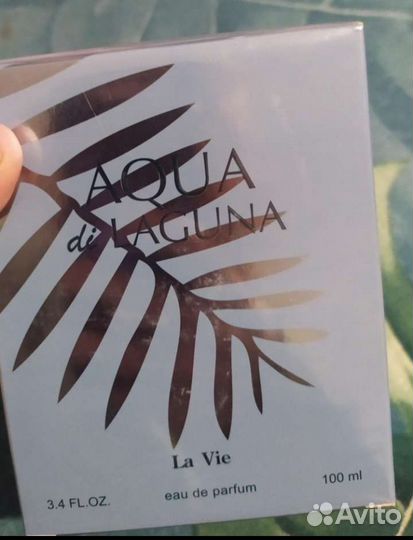 AQUA
di LAGUNA
La Vie
3.4 FL.OZ. eau de parfum 100 ml
Avito